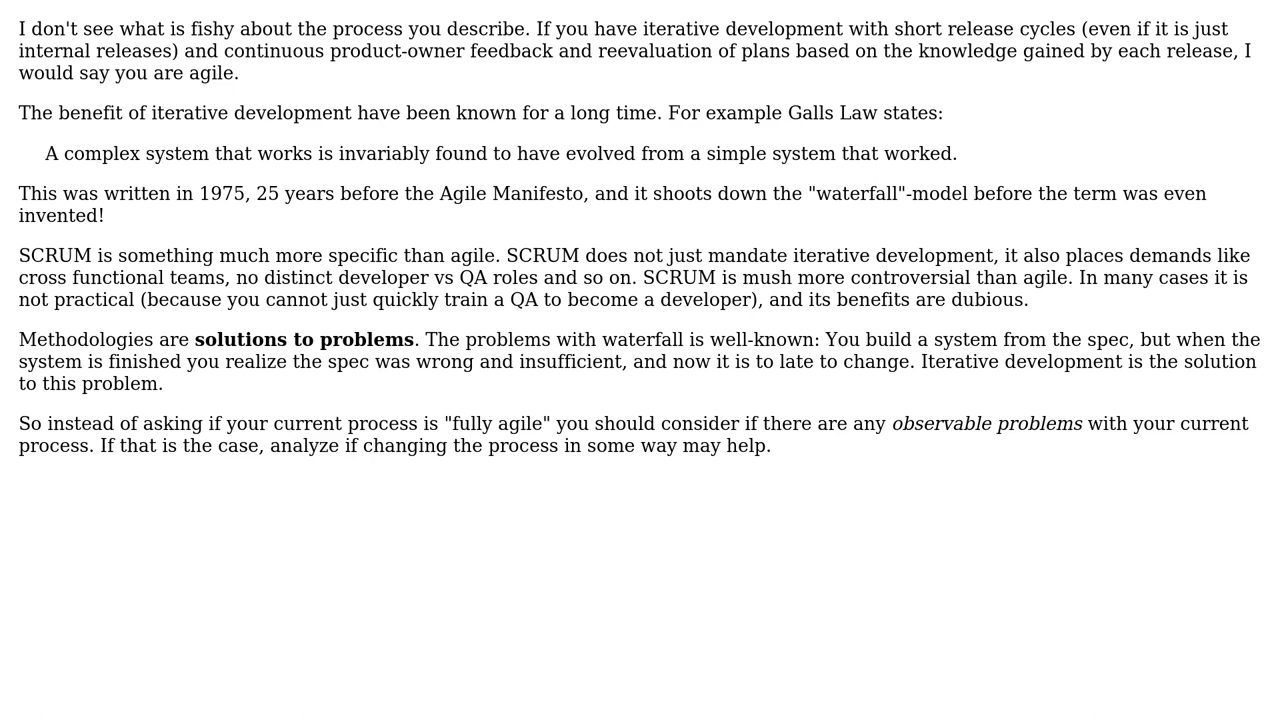 I don't see what is fishy about the process you describe. If you have iterative development with short release cycles (even if it is just
internal releases) and continuous product-owner feedback and reevaluation of plans based on the knowledge gained by each release, I
would say you are agile.
The benefit of iterative development have been known for a long time. For example Galls Law states:
A complex system that works is invariably found to have evolved from a simple system that worked.
This was written in 1975, 25 years before the Agile Manifesto, and it shoots down the "waterfall"-model before the term was even
invented!
SCRUM is something much more specific than agile. SCRUM does not just mandate iterative development, it also places demands like
cross functional teams, no distinct developer vs QA roles and so on. SCRUM is mush more controversial than agile. In many cases it is
not practical (because you cannot just quickly train a QA to become a developer), and its benefits are dubious.
Methodologies are solutions to problems. The problems with waterfall is well-known: You build a system from the spec, but when the
system is finished you realize the spec was wrong and insufficient, and now it is to late to change. Iterative development is the solution
to this problem.
So instead of asking if your current process is "fully agile" you should consider if there are any observable problems with your current
process. If that is the case, analyze if changing the process in some way may help.